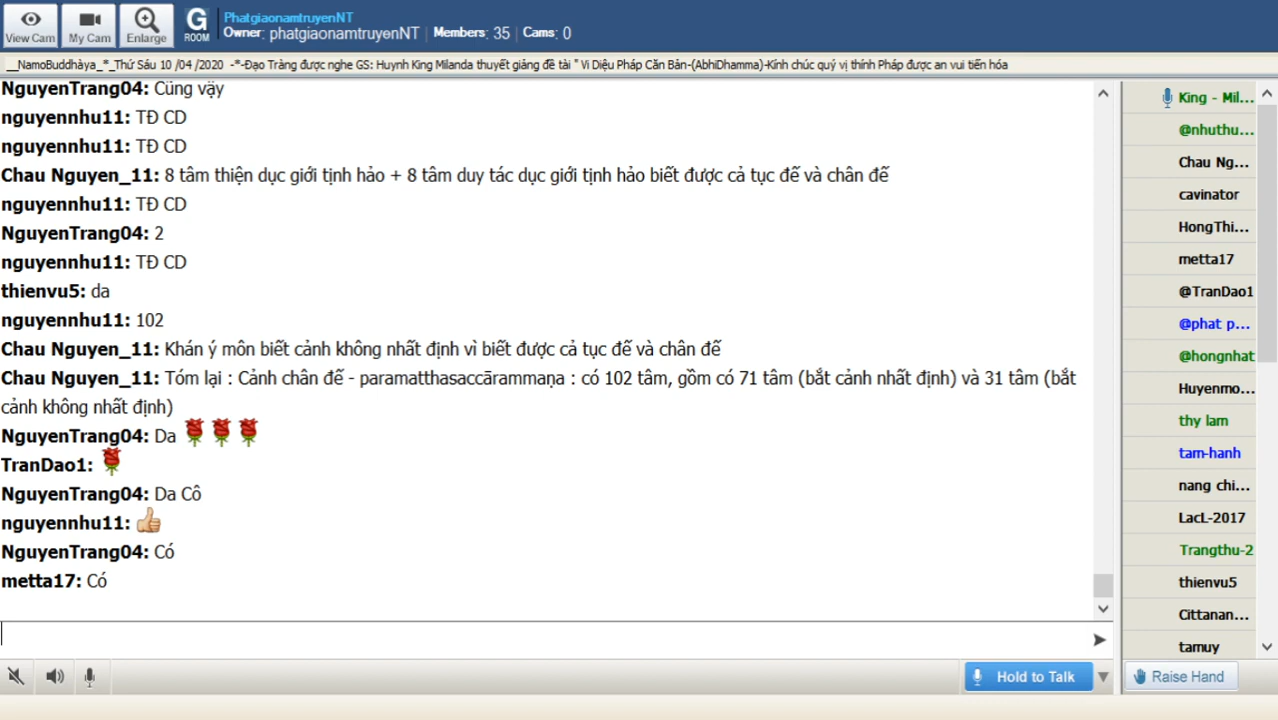 PhatgiaonamtruyenNT
View Cam
My Cam
Enlarge
G
ROOM
Owner: phatgiaonamtruyenNT | Members: 35 | Cams: 0
__NamoBuddhàya_*_Thứ Sáu 10 /04 /2020 -*-Đạo Tràng được nghe GS: Huynh King Milanda thuyết giảng đề tài " Vi Diệu Pháp Căn Bản-(AbhiDhamma)-Kính chúc quý vị thính Pháp được an vui tiến hóa
NguyenTrang04: Cũng vậy
nguyennhu11: TĐ CD
nguyennhu11: TĐ CD
Chau Nguyen_11: 8 tâm thiện dục giới tịnh hảo + 8 tâm duy tác dục giới tịnh hảo biết được cả tục đế và chân đế
nguyennhu11: TĐ CD
NguyenTrang04: 2
nguyennhu11: TĐ CD
thienvu5: da
nguyennhu11: 102
Chau Nguyen_11: Khán ý môn biết cảnh không nhất định vì biết được cả tục đế và chân đế
Chau Nguyen_11: Tóm lại : Cảnh chân đế - paramatthasaccārammaṇa : có 102 tâm, gồm có 71 tâm (bắt cảnh nhất định) và 31 tâm (bắt
cảnh không nhất định)
NguyenTrang04: Da
TranDao1:
NguyenTrang04: Da Cô
nguyennhu11:
NguyenTrang04: Có
metta17: Có
King - Mil...
@nhuthu...
Chau Ng...
cavinator
HongThi...
metta17
@TranDao1
@phat p...
@hongnhat
Huyenmo...
thy lam
tam-hanh
nang chi...
LacL-2017
Trangthu-2
thienvu5
Cittanan...
tamuy
Hold to Talk
Raise Hand